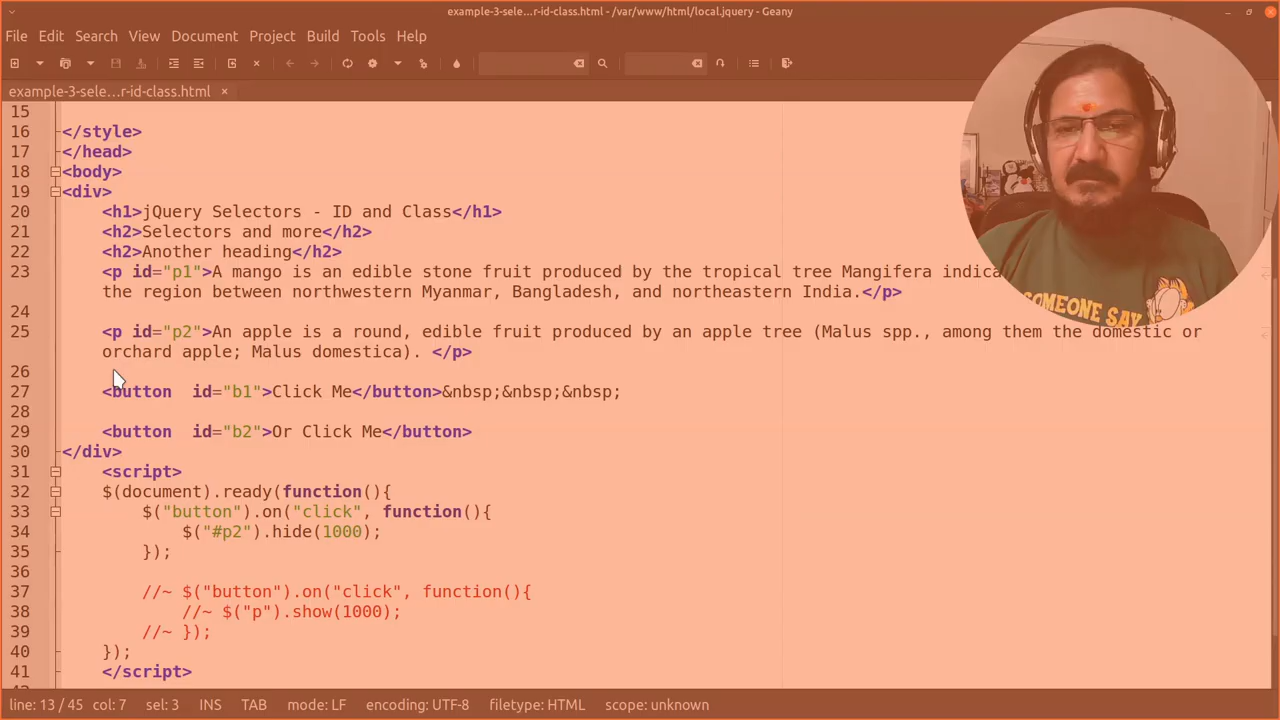 example-3-sele...r-id-class.html - /var/www/html/local.jquery - Geany
File Edit Search View Document Project Build Tools Help
example-3-sele...r-id-class.html ×
15
16 </style>
17 </head>
18 <body>
19 <div>
20 <h1>jQuery Selectors - ID and Class</h1>
21 <h2>Selectors and more</h2>
22 <h2>Another heading</h2>
23 <p id="p1">A mango is an edible stone fruit produced by the tropical tree Mangifera indica
the region between northwestern Myanmar, Bangladesh, and northeastern India.</p>
24
25 <p id="p2">An apple is a round, edible fruit produced by an apple tree (Malus spp., among them the domestic or
orchard apple; Malus domestica). </p>
26
27 <button  id="b1">Click Me</button>&nbsp;&nbsp;&nbsp;
28
29 <button  id="b2">Or Click Me</button>
30 </div>
31 <script>
32 $(document).ready(function(){
33 $("button").on("click", function(){
34 $("#p2").hide(1000);
35 });
36
37 //~ $("button").on("click", function(){
38 //~ $("p").show(1000);
39 //~ });
40 });
41 </script>
line: 13 / 45 col: 7 sel: 3 INS TAB mode: LF encoding: UTF-8 filetype: HTML scope: unknown
SOMEONE SAY